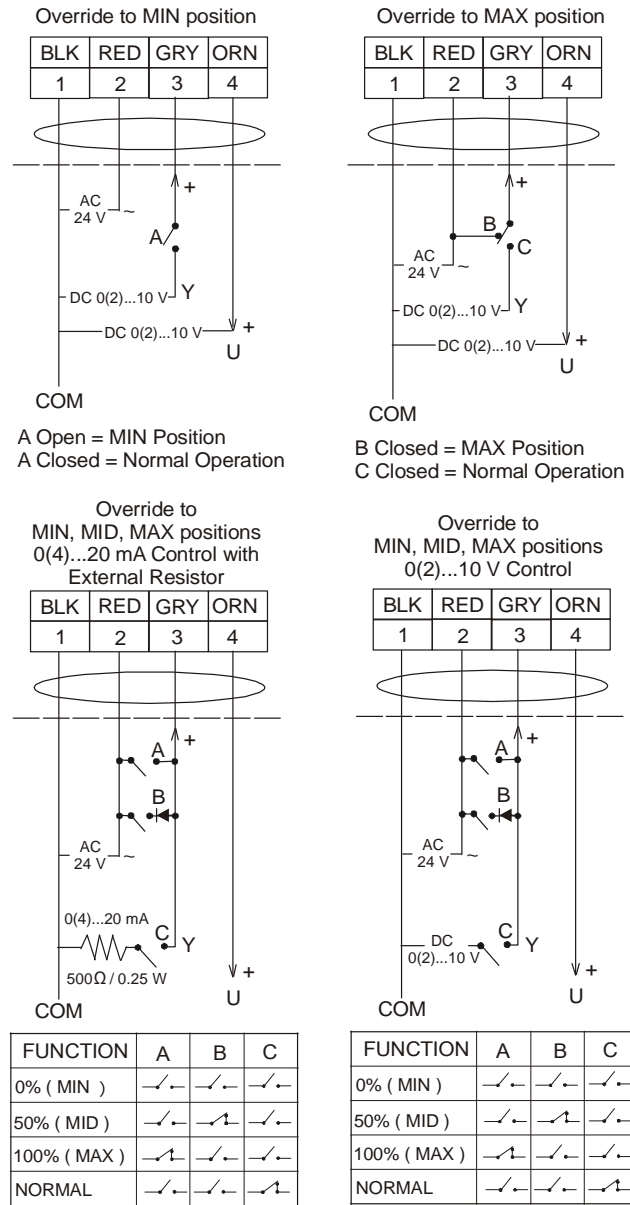 Override to MIN position
BLK RED GRY ORN
1 2 3 4
+
AC
24 V ~
A
DC 0(2)...10 V Y
DC 0(2)...10 V +
U
COM
A Open = MIN Position
A Closed = Normal Operation
Override to MAX position
BLK RED GRY ORN
1 2 3 4
+
B
C
AC
24 V ~
DC 0(2)...10 V Y
DC 0(2)...10 V +
U
COM
B Closed = MAX Position
C Closed = Normal Operation
Override to
MIN, MID, MAX positions
0(4)...20 mA Control with
External Resistor
BLK RED GRY ORN
1 2 3 4
+
A
B
AC
24 V ~
0(4)...20 mA
C Y
500Ω / 0.25 W
+
U
COM
FUNCTION A B C
0% ( MIN )
50% ( MID )
100% ( MAX )
NORMAL
Override to
MIN, MID, MAX positions
0(2)...10 V Control
BLK RED GRY ORN
1 2 3 4
+
A
B
AC
24 V ~
DC
0(2)...10 V
C Y
+
U
COM
FUNCTION A B C
0% ( MIN )
50% ( MID )
100% ( MAX )
NORMAL